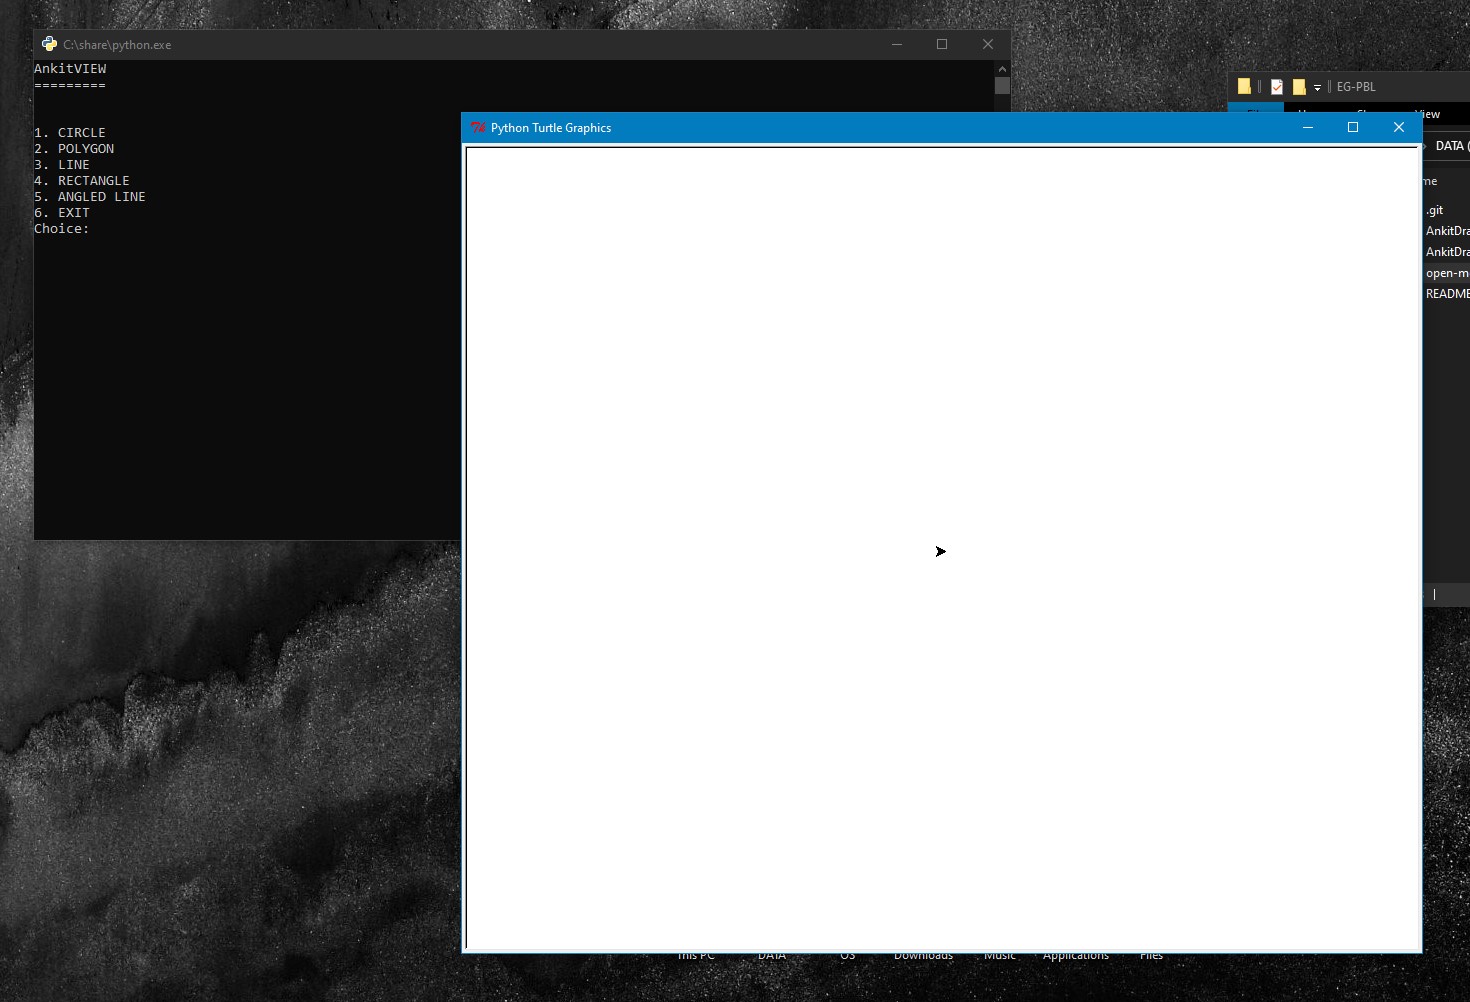 C:\share\python.exe
AnkitVIEW
=========
1. CIRCLE
2. POLYGON
3. LINE
4. RECTANGLE
5. ANGLED LINE
6. EXIT
Choice:
Python Turtle Graphics
EG-PBL
View
DATA (
me
.git
AnkitDra
AnkitDra
open-m
README
This PC
DATA
OS
Downloads
Music
Applications
Files